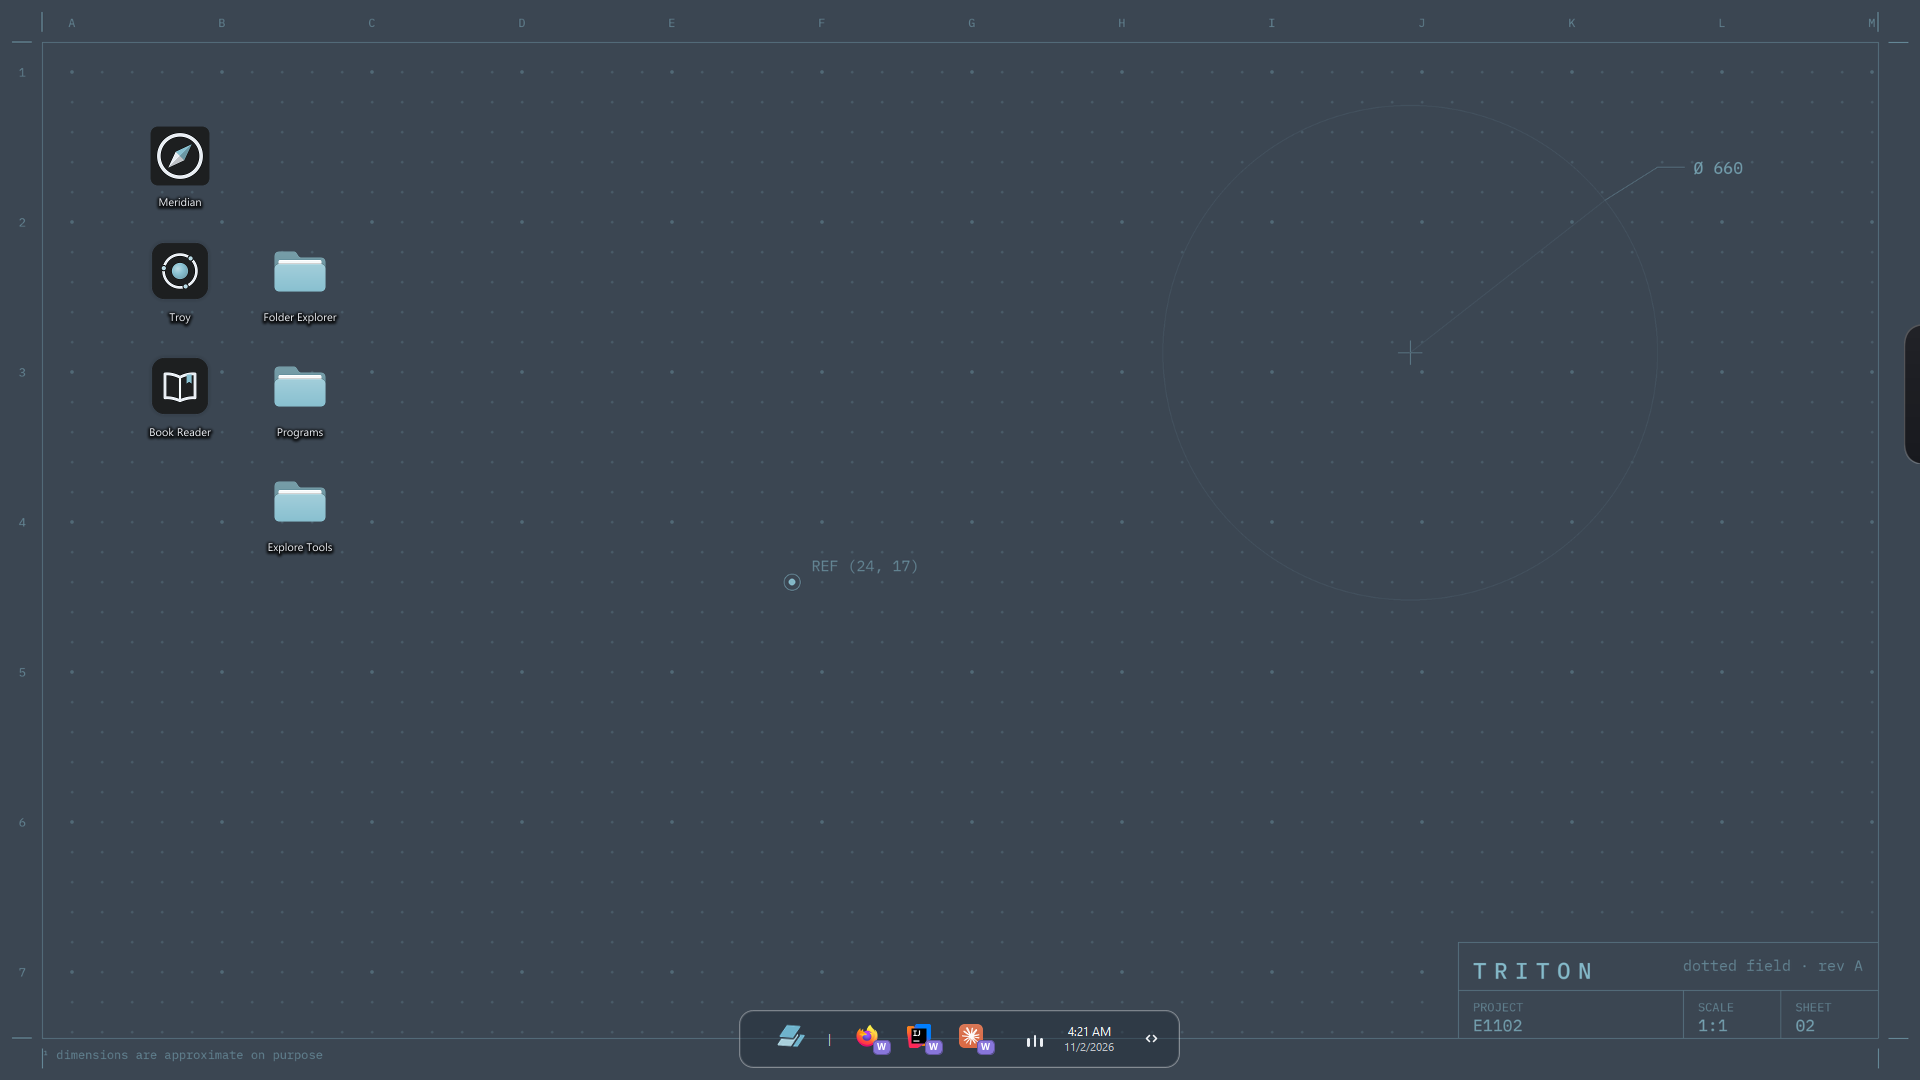 A B C D E F G H I J K L M
1
Ø 660
Meridian
2
Troy
Folder Explorer
3
Book Reader
Programs
4
Explore Tools
REF (24, 17)
5
6
7
TRITON
dotted field · rev A
PROJECT
E1102
SCALE
1:1
SHEET
02
IJ
W
W
W
4:21 AM
11/2/2026
¹ dimensions are approximate on purpose